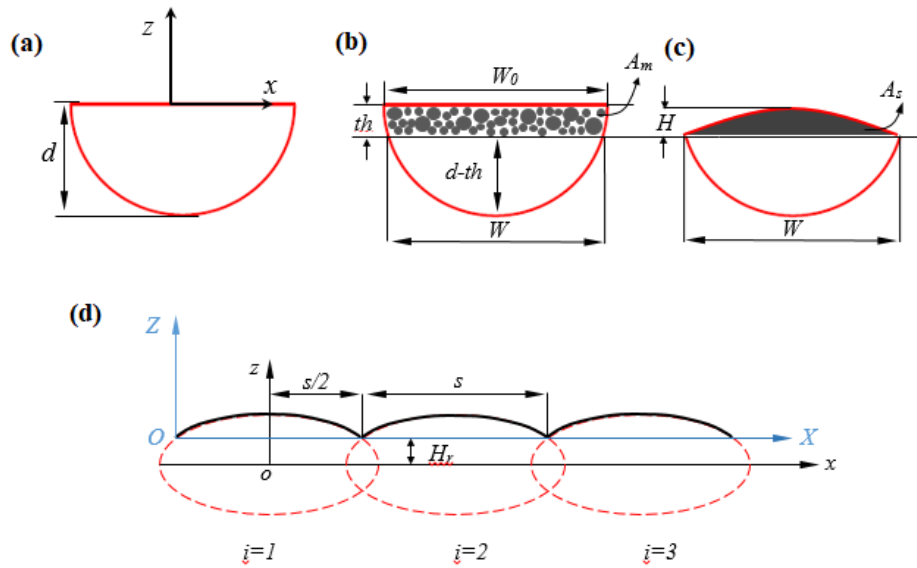 (a)
z
x
d
(b)
W0
Am
th
d-th
W
(c)
H
As
W
(d)
Z
z
s/2
s
O
X
Hr
o
x
i=1
i=2
i=3